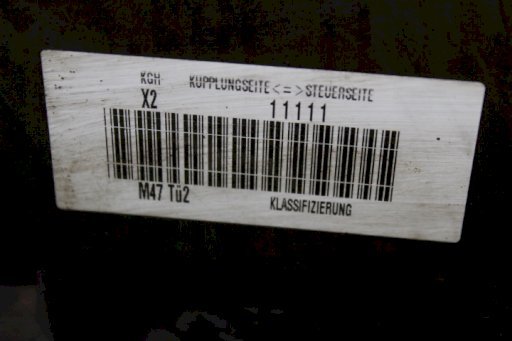 KGH KUPPLUNGSEITE <=> STEUERSEITE
X2 11111
M47 Tü2 KLASSIFIZIERUNG